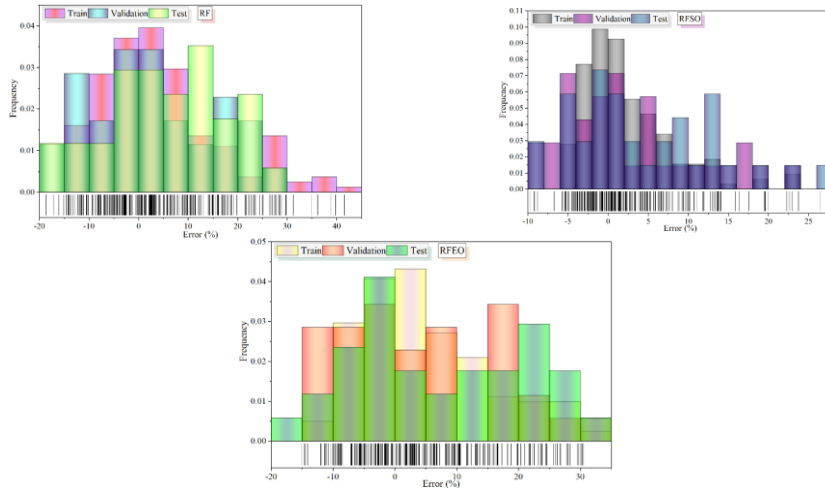 Train Validation Test RF
0.04
0.03
0.02
0.01
0.00
Frequency
-20 -10 0 10 20 30 40
Error (%)
Train Validation Test RFSO
0.11
0.10
0.09
0.08
0.07
0.06
0.05
0.04
0.03
0.02
0.01
0.00
Frequency
-10 -5 0 5 10 15 20 25
Error (%)
Train Validation Test RFEO
0.05
0.04
0.03
0.02
0.01
0.00
Frequency
-20 -10 0 10 20 30
Error (%)